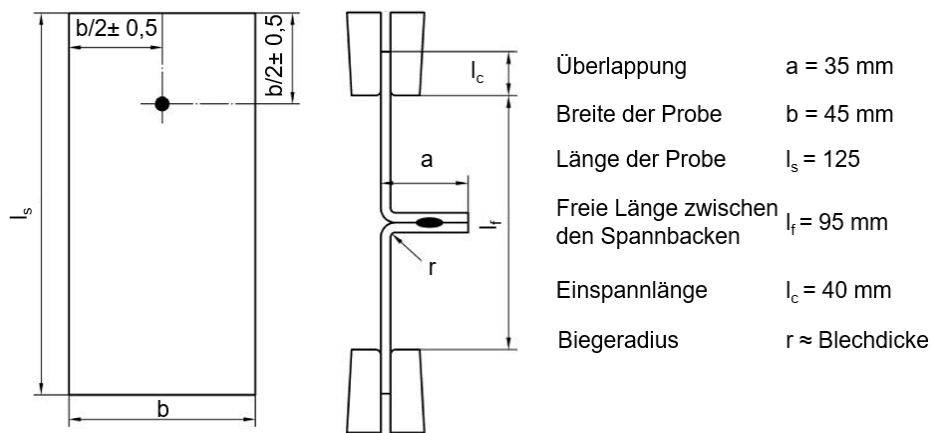 b/2± 0,5
b/2± 0,5
l_s
b
l_c
a
l_f
r
Überlappung a = 35 mm
Breite der Probe b = 45 mm
Länge der Probe l_s = 125
Freie Länge zwischen
den Spannbacken l_f = 95 mm
Einspannlänge l_c = 40 mm
Biegeradius r ≈ Blechdicke